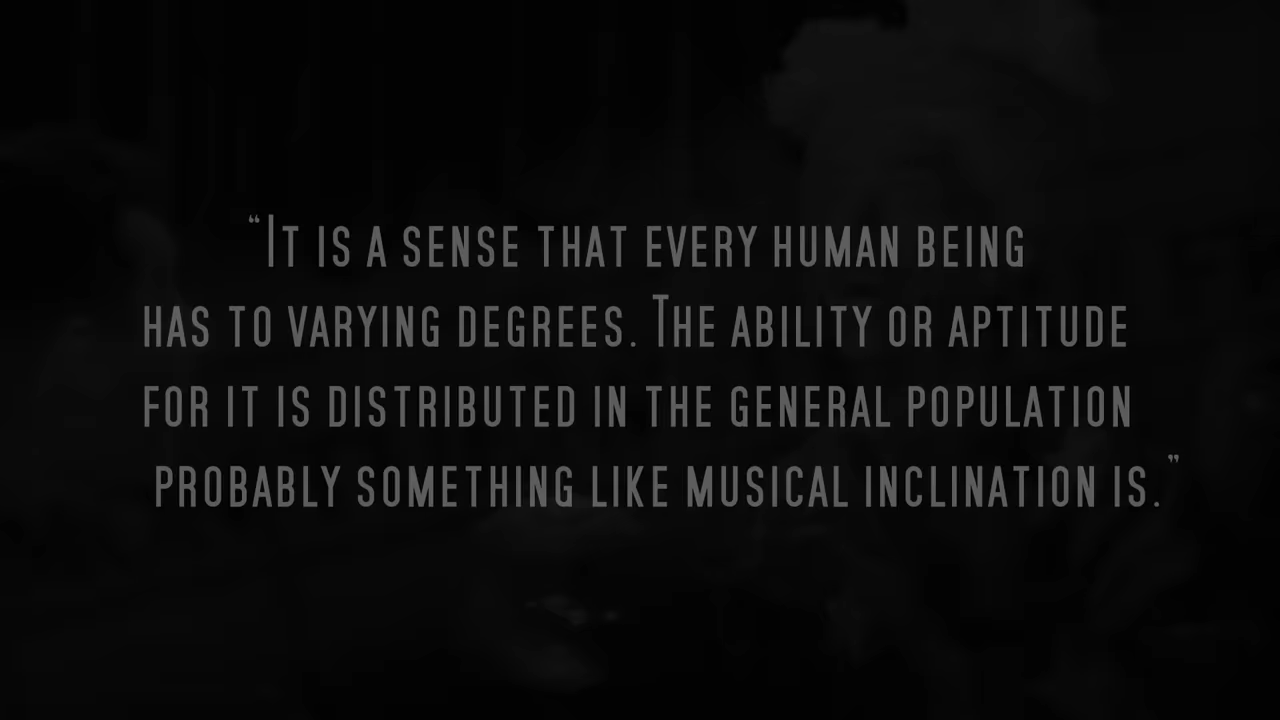 “It is a sense that every human being
has to varying degrees. The ability or aptitude
for it is distributed in the general population
probably something like musical inclination is.”